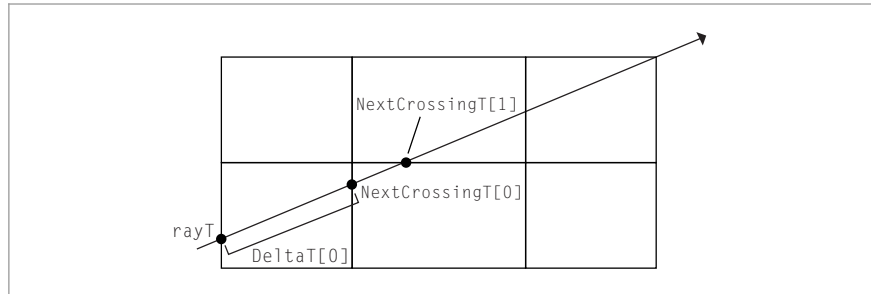 NextCrossingT[1]
NextCrossingT[0]
rayT
DeltaT[0]